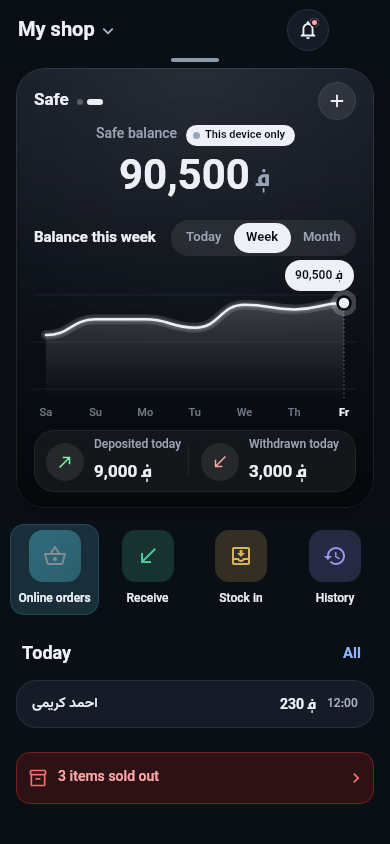 My shop
Safe
Safe balance This device only
90,500 ؋
Balance this week Today Week Month
90,500 ؋
Sa Su Mo Tu We Th Fr
Deposited today
9,000 ؋
Withdrawn today
3,000 ؋
Online orders Receive Stock in History
Today All
احمد کریمی 230 ؋ 12:00
3 items sold out